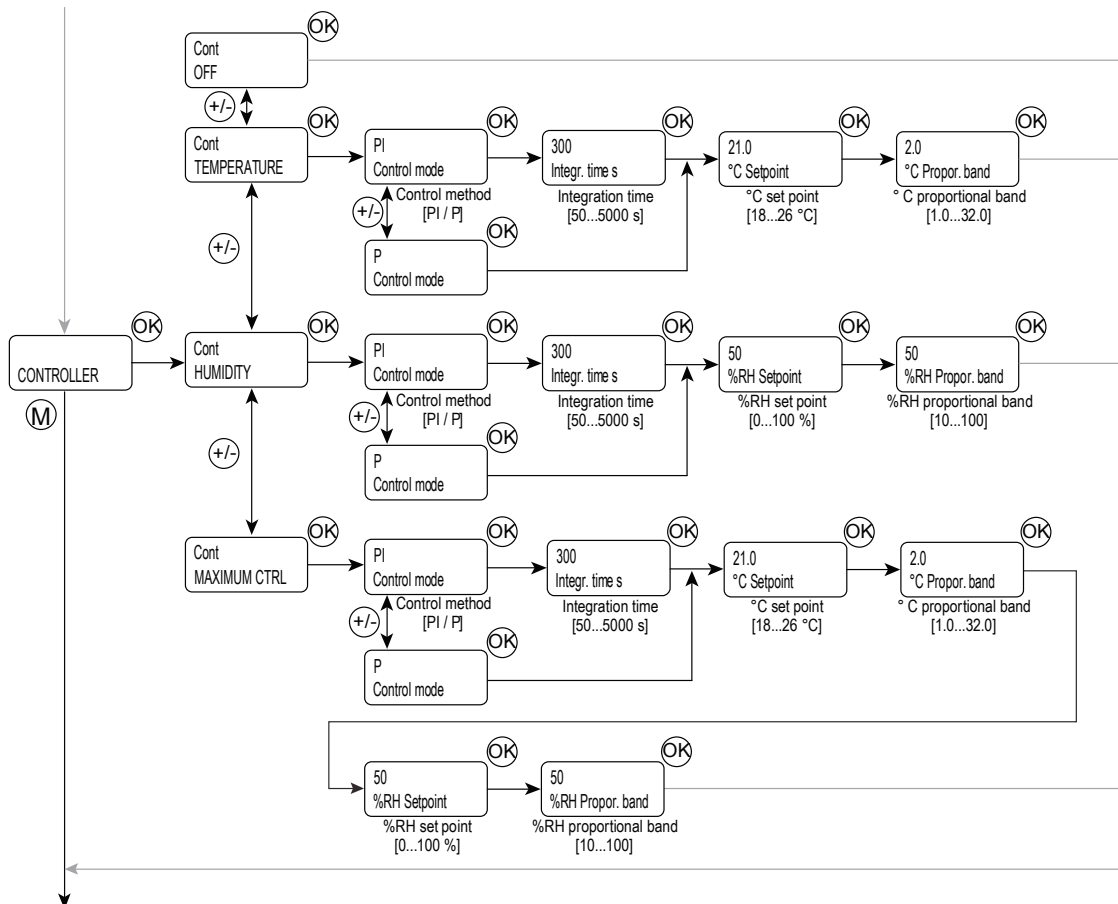 OK
Cont
OFF
+/-
OK
Cont
TEMPERATURE
OK
PI
Control mode
Control method
[PI / P]
+/-
OK
P
Control mode
OK
300
Integr. time s
Integration time
[50...5000 s]
OK
21.0
°C Setpoint
°C set point
[18...26 °C]
OK
2.0
°C Propor. band
° C proportional band
[1.0...32.0]
+/-
OK
CONTROLLER
M
OK
Cont
HUMIDITY
OK
PI
Control mode
Control method
[PI / P]
+/-
OK
P
Control mode
OK
300
Integr. time s
Integration time
[50...5000 s]
OK
50
%RH Setpoint
%RH set point
[0...100 %]
OK
50
%RH Propor. band
%RH proportional band
[10...100]
+/-
OK
Cont
MAXIMUM CTRL
OK
PI
Control mode
Control method
[PI / P]
+/-
OK
P
Control mode
OK
300
Integr. time s
Integration time
[50...5000 s]
OK
21.0
°C Setpoint
°C set point
[18...26 °C]
OK
2.0
°C Propor. band
° C proportional band
[1.0...32.0]
OK
50
%RH Setpoint
%RH set point
[0...100 %]
OK
50
%RH Propor. band
%RH proportional band
[10...100]